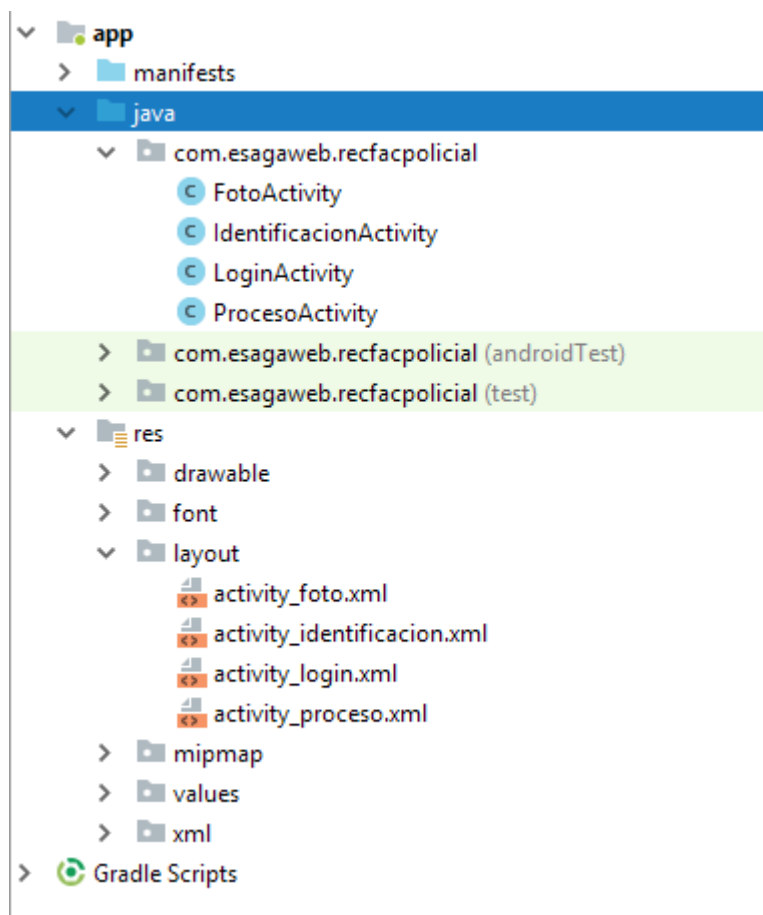 app
manifests
java
com.esagaweb.recfacpolicial
C FotoActivity
C IdentificacionActivity
C LoginActivity
C ProcesoActivity
com.esagaweb.recfacpolicial (androidTest)
com.esagaweb.recfacpolicial (test)
res
drawable
font
layout
activity_foto.xml
activity_identificacion.xml
activity_login.xml
activity_proceso.xml
mipmap
values
xml
Gradle Scripts